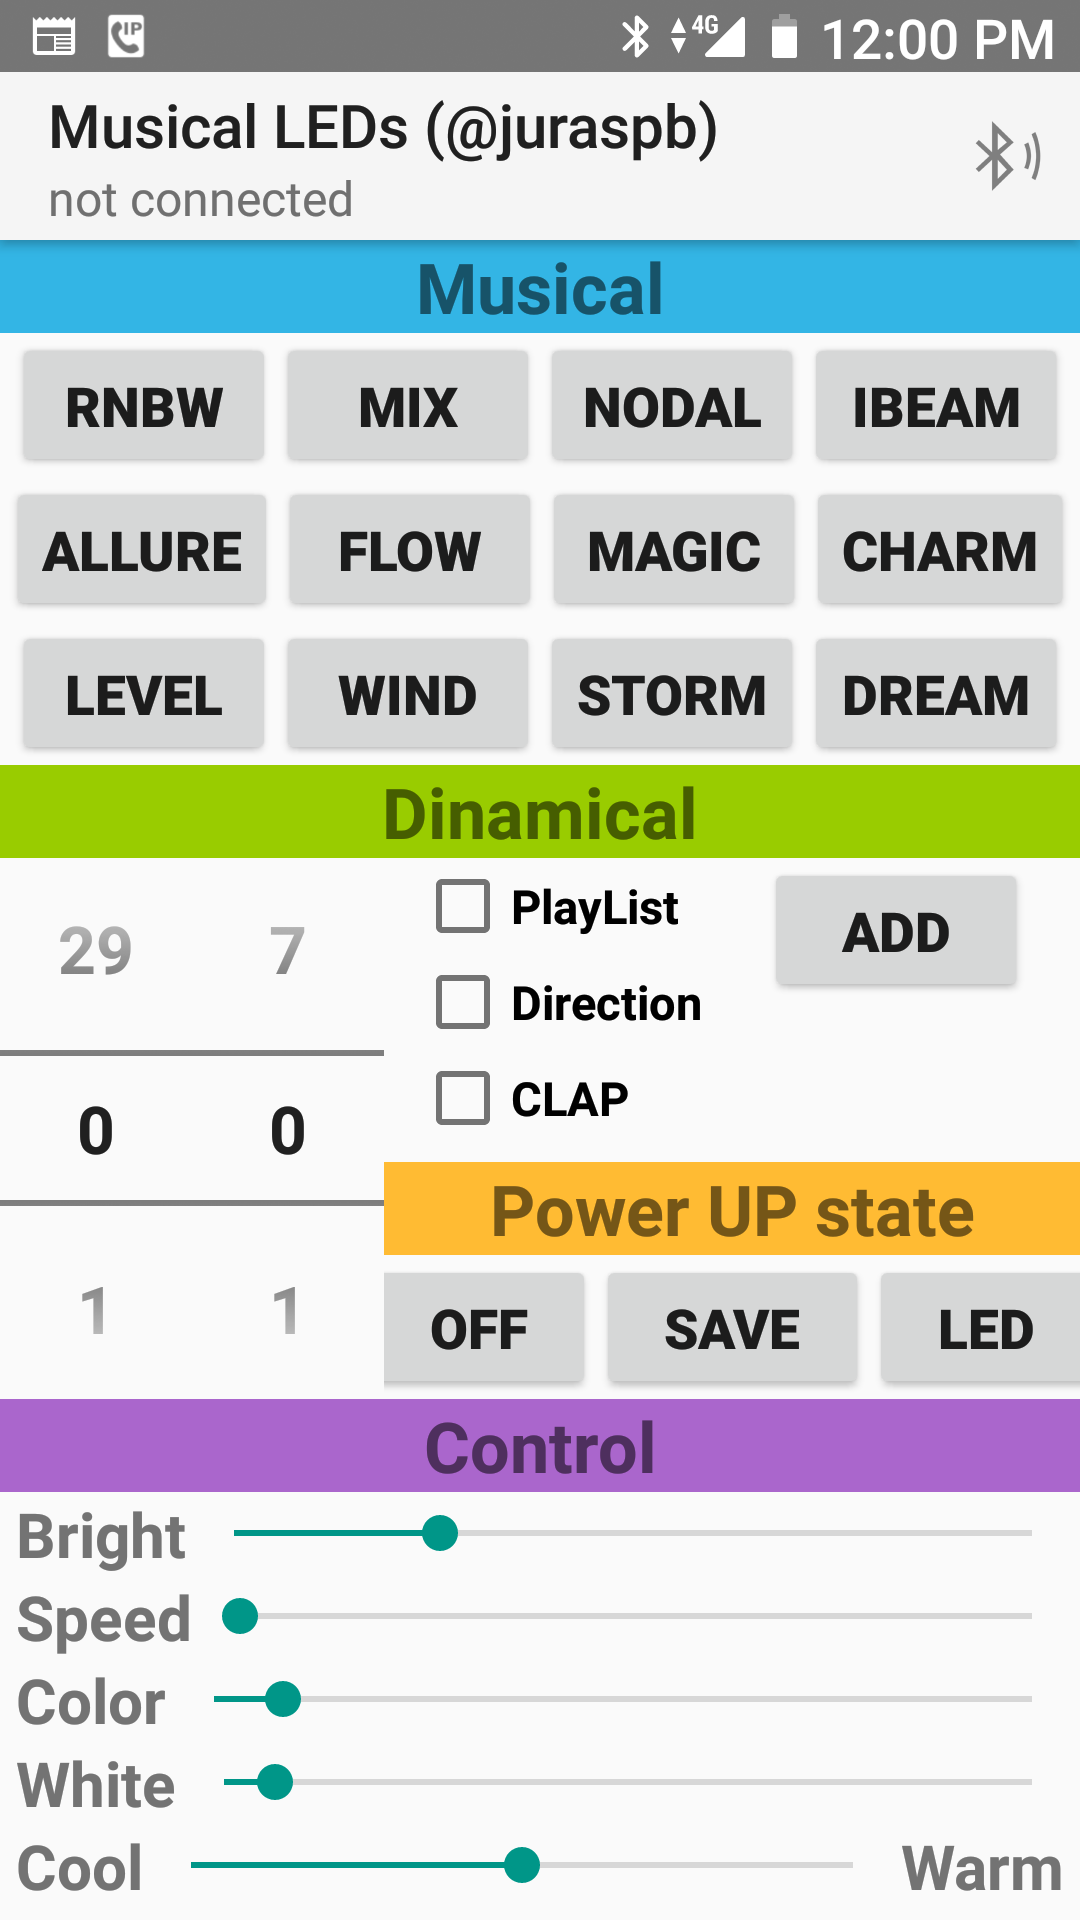 IP 4G 12:00 PM
Musical LEDs (@juraspb)
not connected
Musical
RNBW MIX NODAL IBEAM
ALLURE FLOW MAGIC CHARM
LEVEL WIND STORM DREAM
Dinamical
PlayList ADD
29 7
Direction
CLAP
0 0
Power UP state
1 1 OFF SAVE LED
Control
Bright
Speed
Color
White
Cool Warm